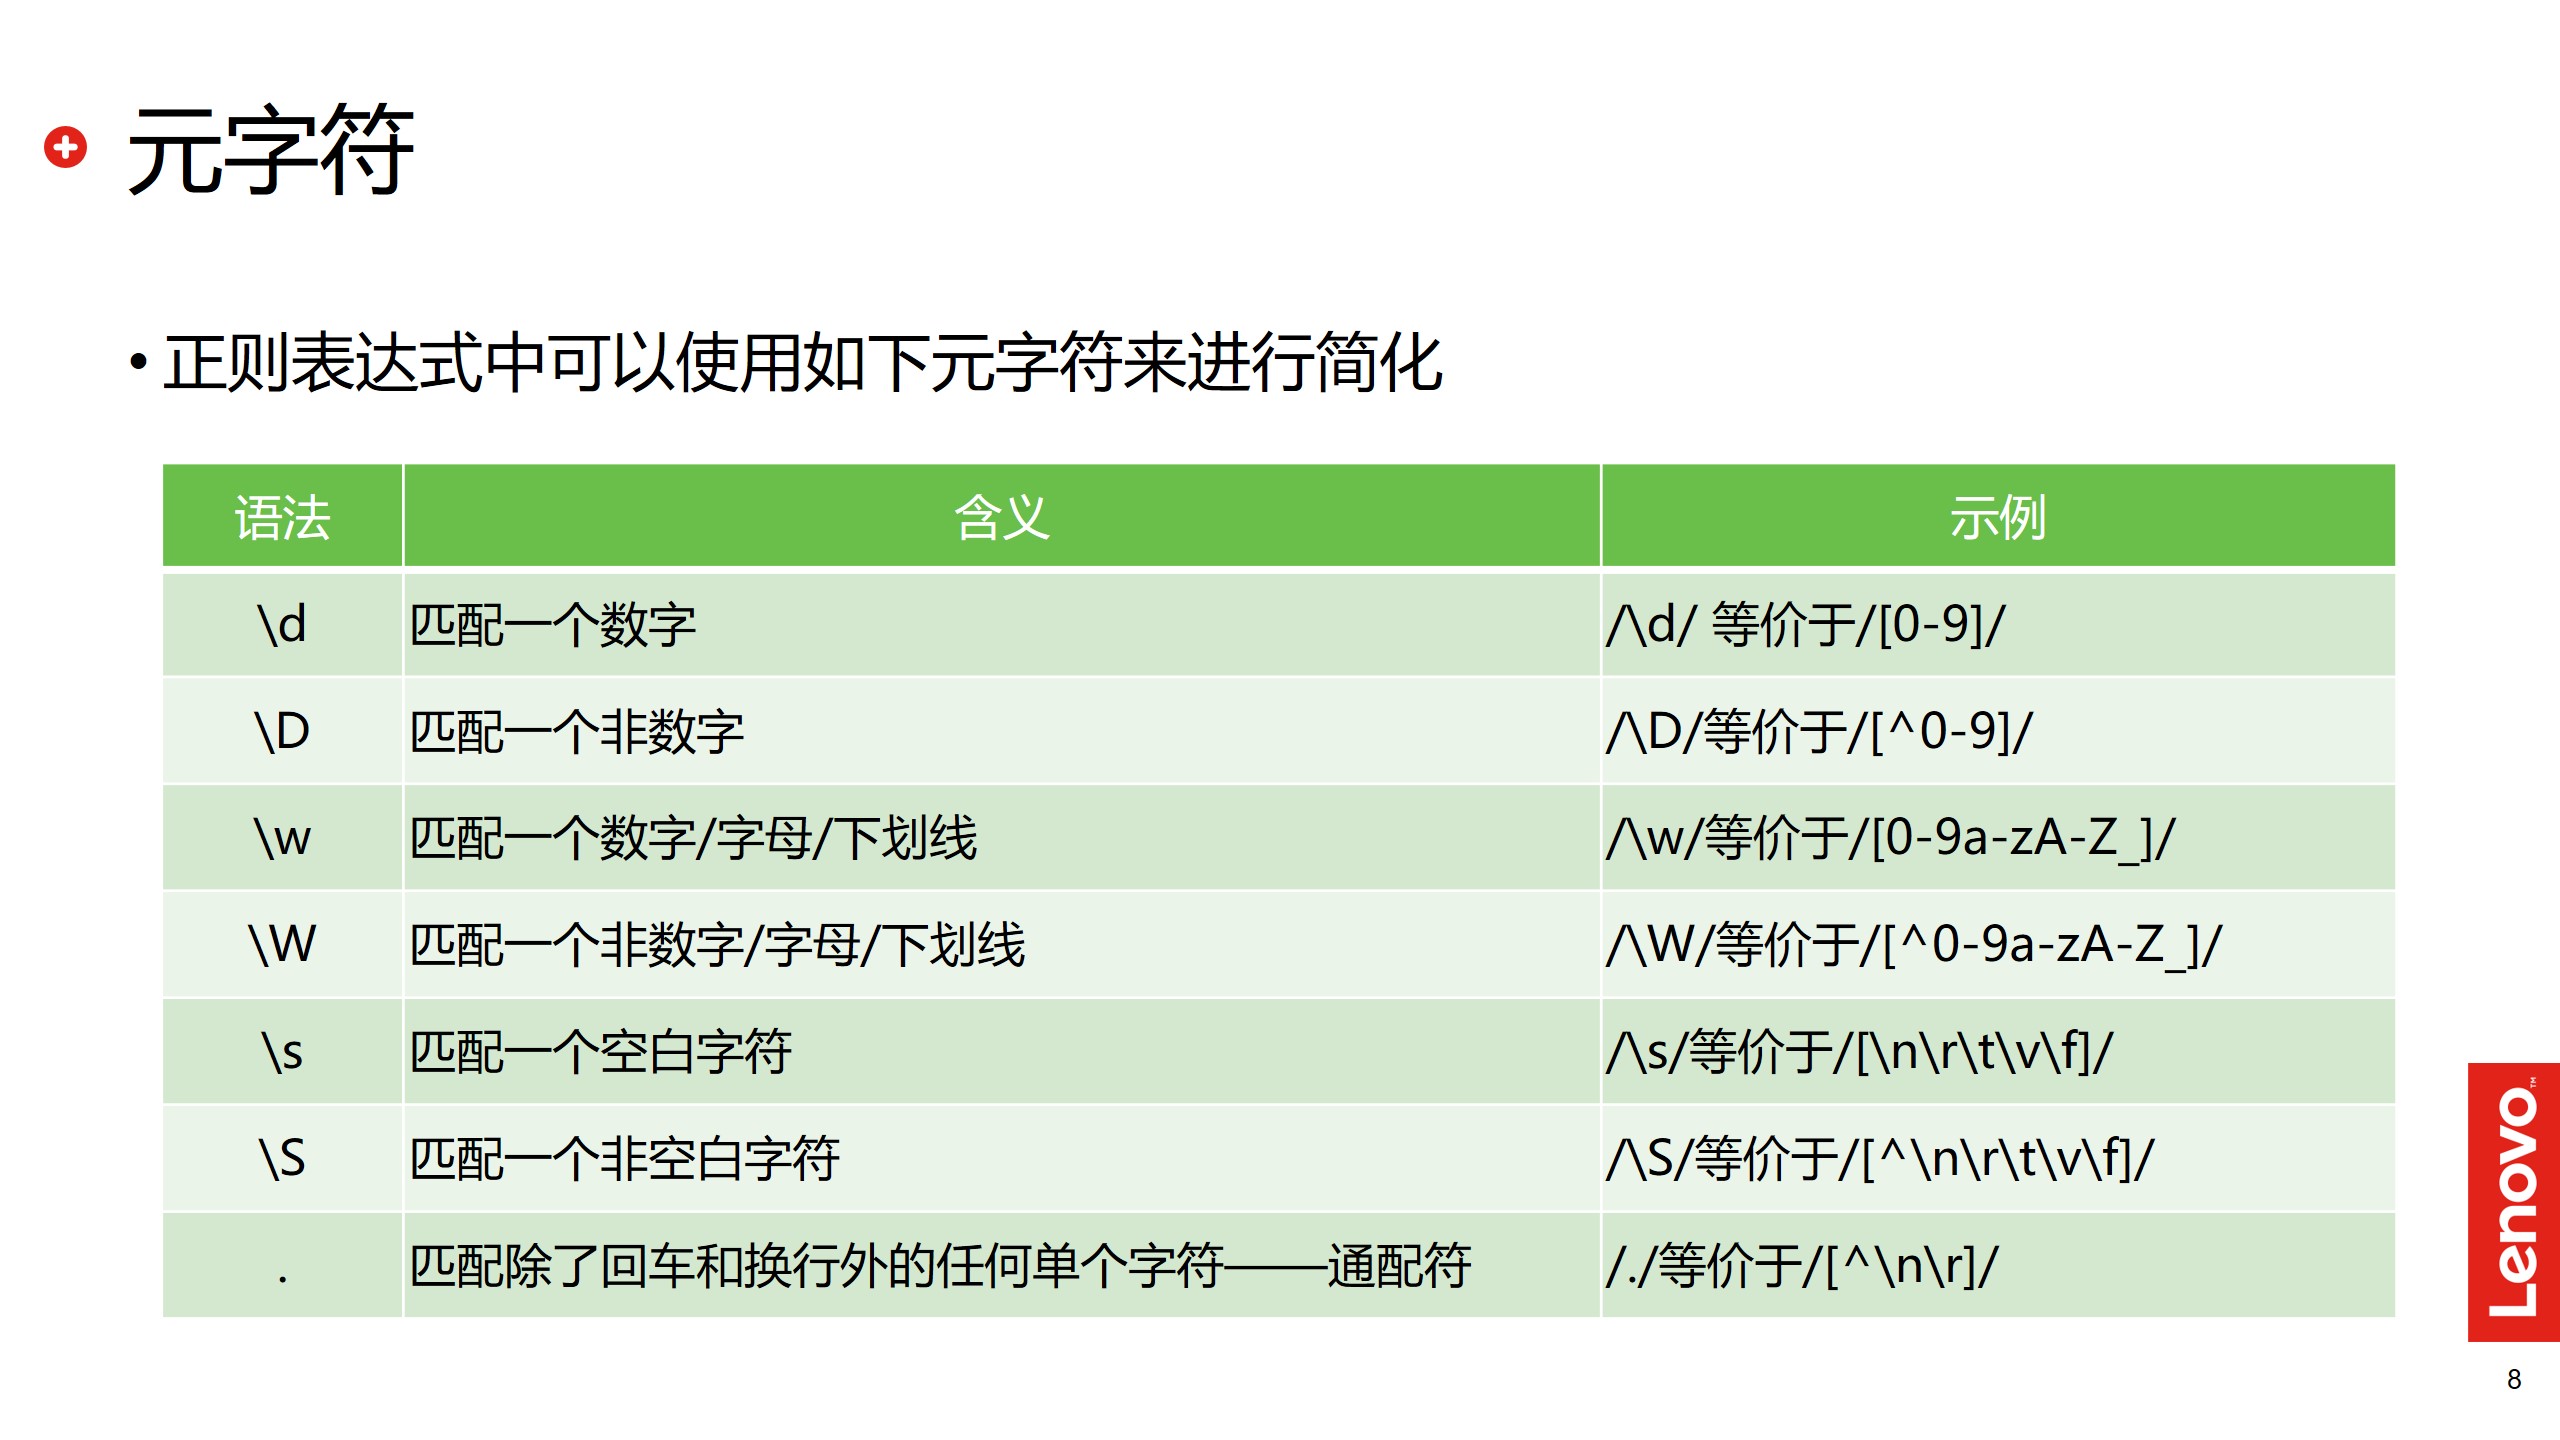 元字符
• 正则表达式中可以使用如下元字符来进行简化
语法 含义 示例
\d 匹配一个数字 /\d/ 等价于/[0-9]/
\D 匹配一个非数字 /\D/等价于/[^0-9]/
\w 匹配一个数字/字母/下划线 /\w/等价于/[0-9a-zA-Z_]/
\W 匹配一个非数字/字母/下划线 /\W/等价于/[^0-9a-zA-Z_]/
\s 匹配一个空白字符 /\s/等价于/[\n\r\t\v\f]/
\S 匹配一个非空白字符 /\S/等价于/[^\n\r\t\v\f]/
. 匹配除了回车和换行外的任何单个字符——通配符 /./等价于/[^\n\r]/
Lenovo™
8